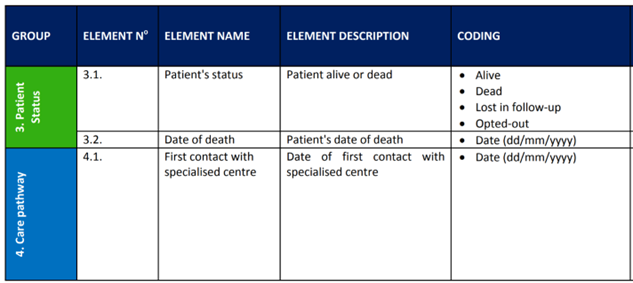 GROUP ELEMENT N° ELEMENT NAME ELEMENT DESCRIPTION CODING
3. Patient
Status
3.1. Patient's status Patient alive or dead • Alive
• Dead
• Lost in follow-up
• Opted-out
3.2. Date of death Patient's date of death • Date (dd/mm/yyyy)
4. Care pathway
4.1. First contact with Date of first contact with • Date (dd/mm/yyyy)
specialised centre specialised centre